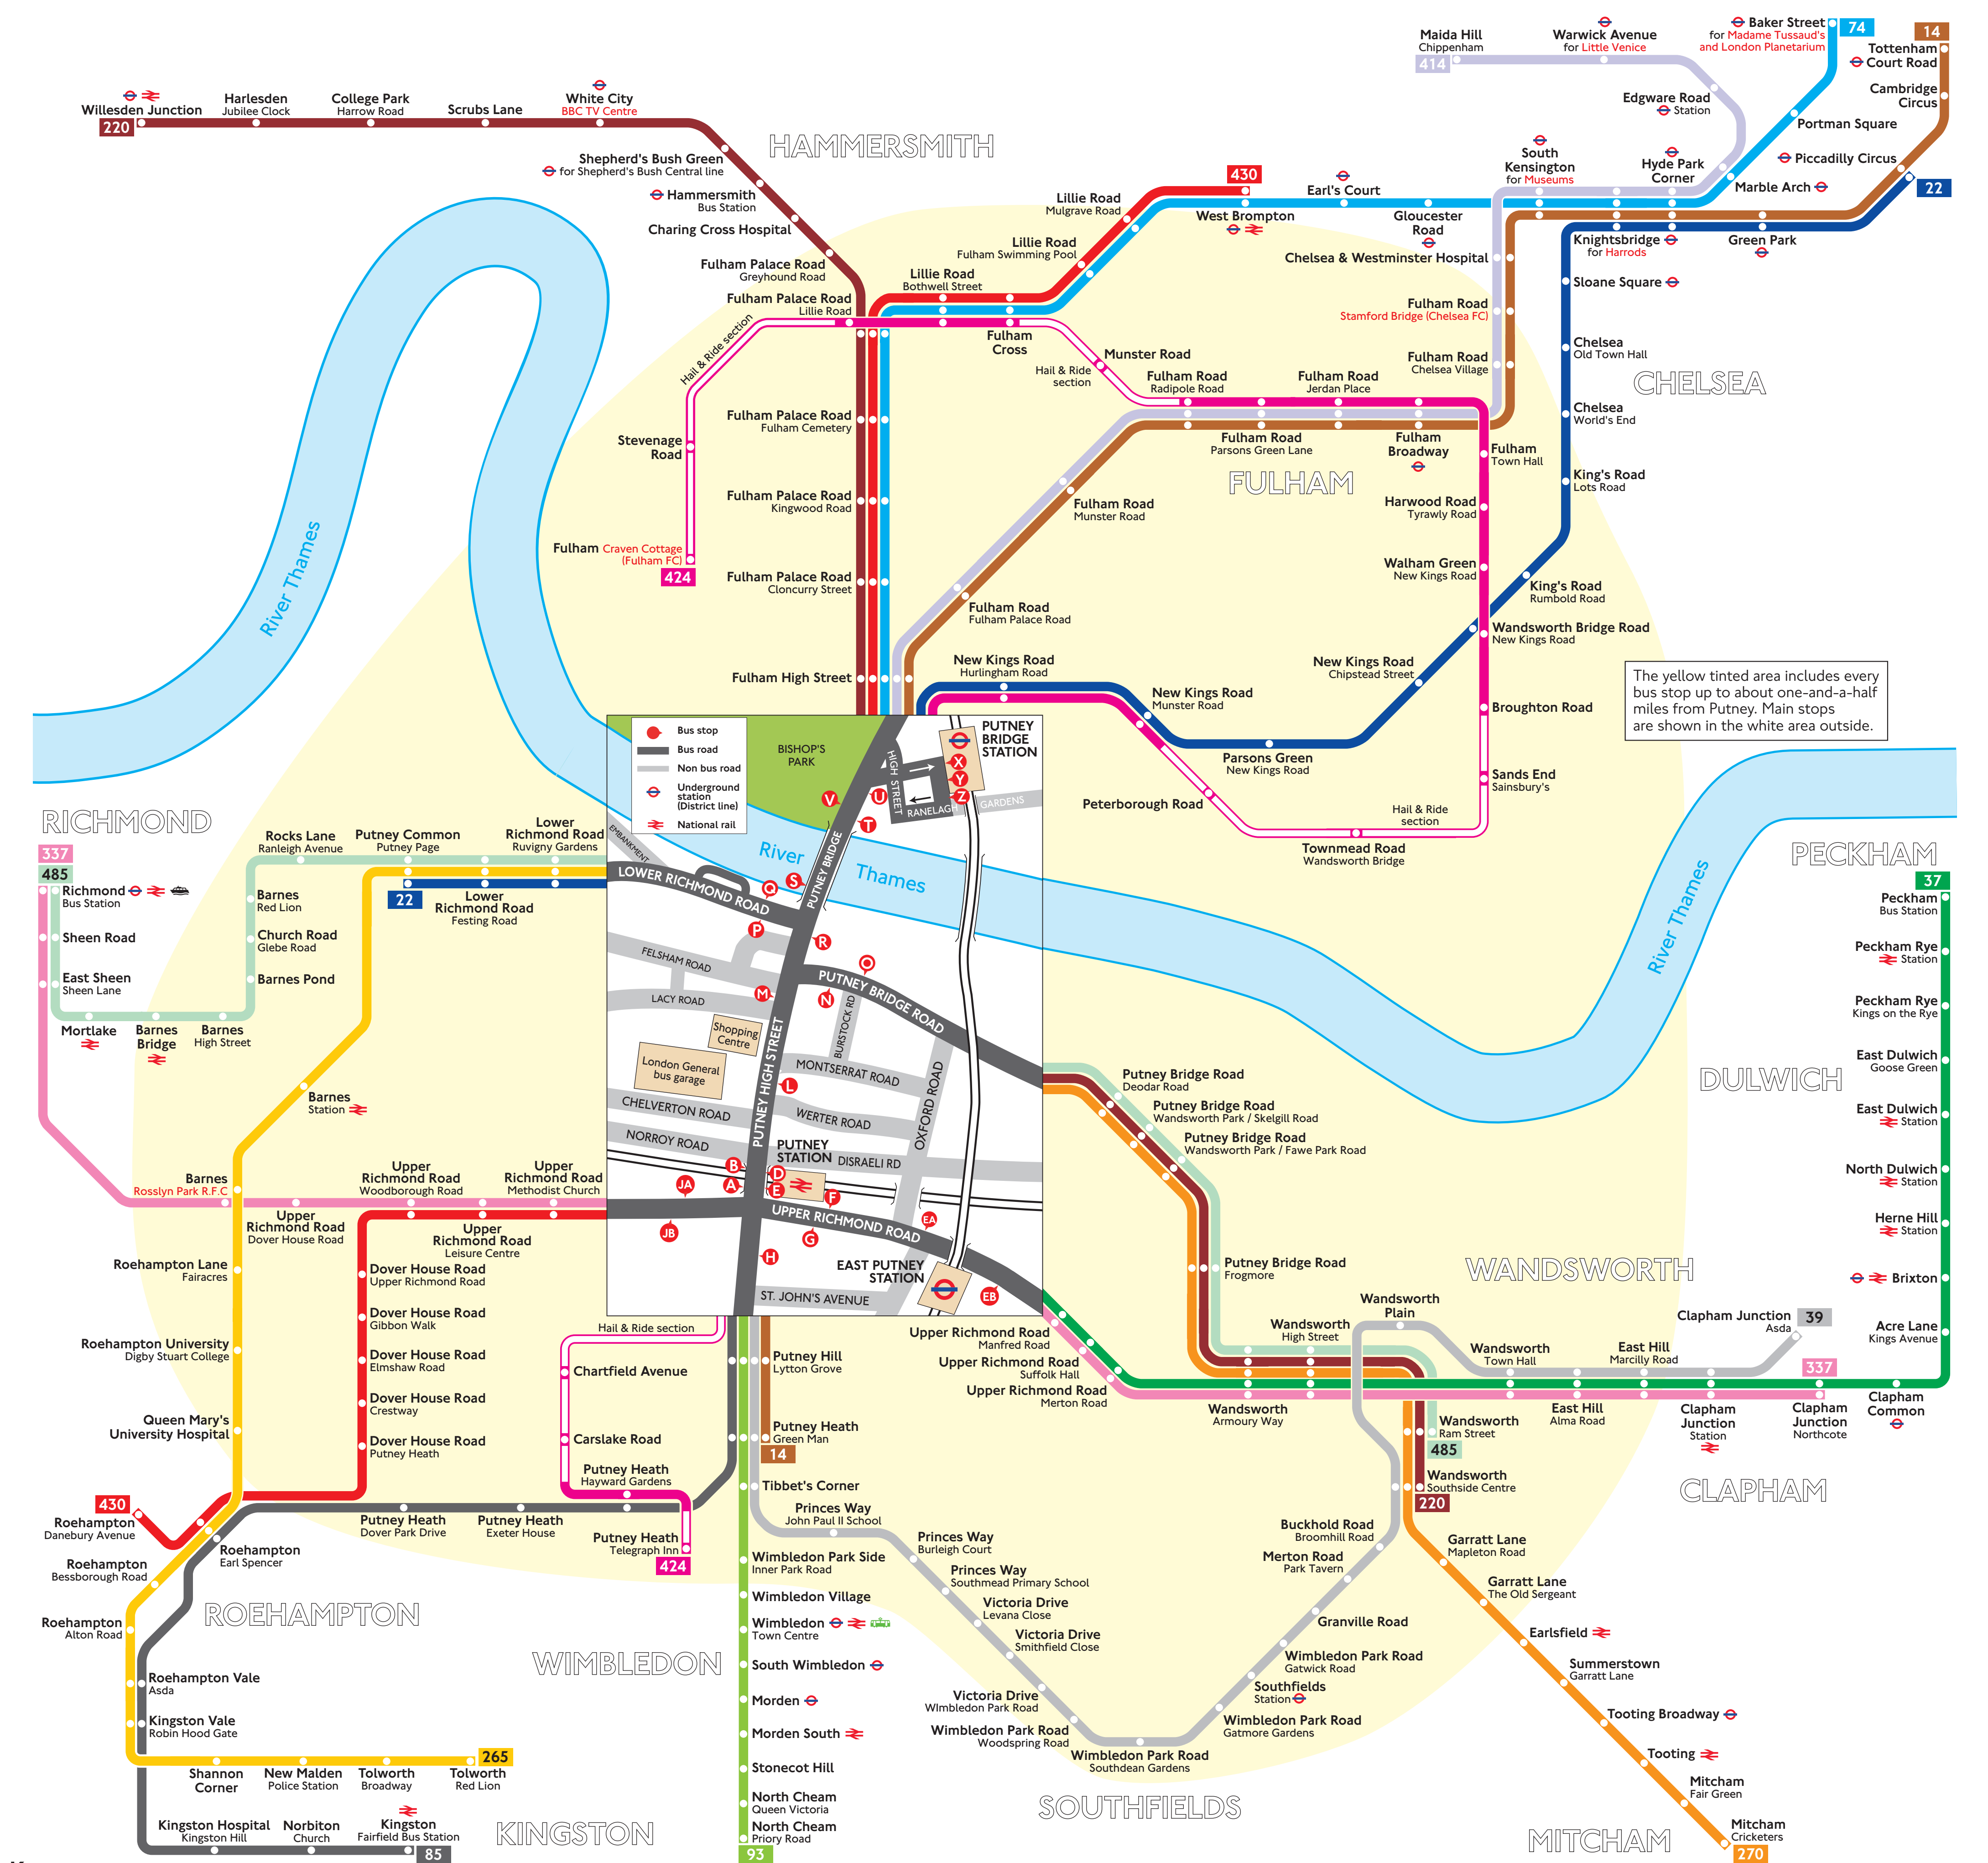 Maida Hill
Chippenham
414
Warwick Avenue
for Little Venice
Baker Street
for Madame Tussaud's
and London Planetarium
74
14
Tottenham
Court Road
Cambridge
Circus
Edgware Road
Station
Portman Square
Piccadilly Circus
Marble Arch
22
South
Kensington
for Museums
Hyde Park
Corner
Knightsbridge
for Harrods
Green Park
Willesden Junction
220
Harlesden
Jubilee Clock
College Park
Harrow Road
Scrubs Lane
White City
BBC TV Centre
HAMMERSMITH
Shepherd's Bush Green
for Shepherd's Bush Central line
Hammersmith
Bus Station
Charing Cross Hospital
Fulham Palace Road
Greyhound Road
Fulham Palace Road
Lillie Road
Lillie Road
Bothwell Street
Lillie Road
Fulham Swimming Pool
Lillie Road
Mulgrave Road
430
West Brompton
Earl's Court
Gloucester
Road
Chelsea & Westminster Hospital
Fulham Road
Stamford Bridge (Chelsea FC)
Fulham Road
Chelsea Village
Sloane Square
Chelsea
Old Town Hall
CHELSEA
Chelsea
World's End
King's Road
Lots Road
King's Road
Rumbold Road
Hail & Ride section
Fulham
Cross
Munster Road
Hail & Ride
section
Fulham Road
Radipole Road
Fulham Road
Jerdan Place
Fulham Road
Parsons Green Lane
Fulham
Broadway
FULHAM
Fulham
Town Hall
Harwood Road
Tyrawly Road
Walham Green
New Kings Road
Wandsworth Bridge Road
New Kings Road
Broughton Road
Sands End
Sainsbury's
Hail & Ride
section
Townmead Road
Wandsworth Bridge
Peterborough Road
Parsons Green
New Kings Road
New Kings Road
Chipstead Street
New Kings Road
Munster Road
New Kings Road
Hurlingham Road
Fulham Road
Munster Road
Fulham Road
Fulham Palace Road
Stevenage
Road
Fulham Craven Cottage
(Fulham FC)
424
Fulham Palace Road
Fulham Cemetery
Fulham Palace Road
Kingwood Road
Fulham Palace Road
Cloncurry Street
Fulham High Street
The yellow tinted area includes every
bus stop up to about one-and-a-half
miles from Putney. Main stops
are shown in the white area outside.
River Thames
River Thames
Bus stop
Bus road
Non bus road
Underground
station
(District line)
National rail
BISHOP'S
PARK
PUTNEY
BRIDGE
STATION
HIGH STREET
RANELAGH
GARDENS
X
Y
Z
V
U
T
S
Q
P
R
O
N
M
L
B
A
D
E
F
G
H
JA
JB
EA
EB
EMBANKMENT
River
Thames
PUTNEY BRIDGE
LOWER RICHMOND ROAD
FELSHAM ROAD
LACY ROAD
PUTNEY BRIDGE ROAD
BURSTOCK RD
Shopping
Centre
London General
bus garage
PUTNEY HIGH STREET
MONTSERRAT ROAD
CHELVERTON ROAD
WERTER ROAD
OXFORD ROAD
NORROY ROAD
PUTNEY
STATION
DISRAELI RD
UPPER RICHMOND ROAD
EAST PUTNEY
STATION
ST. JOHN'S AVENUE
RICHMOND
337
485
Richmond
Bus Station
Sheen Road
East Sheen
Sheen Lane
Mortlake
Barnes
Bridge
Barnes
High Street
Barnes Pond
Church Road
Glebe Road
Barnes
Red Lion
Rocks Lane
Ranleigh Avenue
Putney Common
Putney Page
Lower
Richmond Road
Ruvigny Gardens
22
Lower
Richmond Road
Festing Road
Barnes
Station
Barnes
Rosslyn Park R.F.C
Upper
Richmond Road
Dover House Road
Upper
Richmond Road
Woodborough Road
Upper
Richmond Road
Methodist Church
Upper
Richmond Road
Leisure Centre
Roehampton Lane
Fairacres
Roehampton University
Digby Stuart College
Queen Mary's
University Hospital
Dover House Road
Upper Richmond Road
Dover House Road
Gibbon Walk
Dover House Road
Elmshaw Road
Dover House Road
Crestway
Dover House Road
Putney Heath
430
Roehampton
Danebury Avenue
Roehampton
Bessborough Road
Roehampton
Alton Road
Roehampton
Earl Spencer
ROEHAMPTON
Putney Heath
Dover Park Drive
Putney Heath
Exeter House
Roehampton Vale
Asda
Kingston Vale
Robin Hood Gate
Shannon
Corner
New Malden
Police Station
Tolworth
Broadway
Tolworth
Red Lion
265
Kingston Hospital
Kingston Hill
Norbiton
Church
Kingston
Fairfield Bus Station
85
KINGSTON
Hail & Ride section
Chartfield Avenue
Carslake Road
Putney Heath
Hayward Gardens
Putney Heath
Telegraph Inn
424
Putney Hill
Lytton Grove
Putney Heath
Green Man
14
Tibbet's Corner
WIMBLEDON
Wimbledon Park Side
Inner Park Road
Wimbledon Village
Wimbledon
Town Centre
South Wimbledon
Morden
Morden South
Stonecot Hill
North Cheam
Queen Victoria
North Cheam
Priory Road
93
Princes Way
John Paul II School
Princes Way
Burleigh Court
Princes Way
Southmead Primary School
Victoria Drive
Levana Close
Victoria Drive
Smithfield Close
Victoria Drive
WImbledon Park Road
Wimbledon Park Road
Woodspring Road
Wimbledon Park Road
Southdean Gardens
Wimbledon Park Road
Gatmore Gardens
Southfields
Station
Wimbledon Park Road
Gatwick Road
Granville Road
Merton Road
Park Tavern
Buckhold Road
Broomhill Road
SOUTHFIELDS
Putney Bridge Road
Deodar Road
Putney Bridge Road
Wandsworth Park / Skelgill Road
Putney Bridge Road
Wandsworth Park / Fawe Park Road
Putney Bridge Road
Frogmore
Upper Richmond Road
Manfred Road
Upper Richmond Road
Suffolk Hall
Upper Richmond Road
Merton Road
Wandsworth
High Street
Wandsworth
Armoury Way
Wandsworth
Plain
WANDSWORTH
Wandsworth
Town Hall
East Hill
Marcilly Road
East Hill
Alma Road
Clapham Junction
Asda
39
337
Clapham
Junction
Station
Clapham
Junction
Northcote
Clapham
Common
CLAPHAM
Wandsworth
Ram Street
485
Wandsworth
Southside Centre
220
Garratt Lane
Mapleton Road
Garratt Lane
The Old Sergeant
Earlsfield
Summerstown
Garratt Lane
Tooting Broadway
Tooting
Mitcham
Fair Green
Mitcham
Cricketers
270
MITCHAM
PECKHAM
37
Peckham
Bus Station
Peckham Rye
Station
Peckham Rye
Kings on the Rye
East Dulwich
Goose Green
DULWICH
East Dulwich
Station
North Dulwich
Station
Herne Hill
Station
Brixton
Acre Lane
Kings Avenue